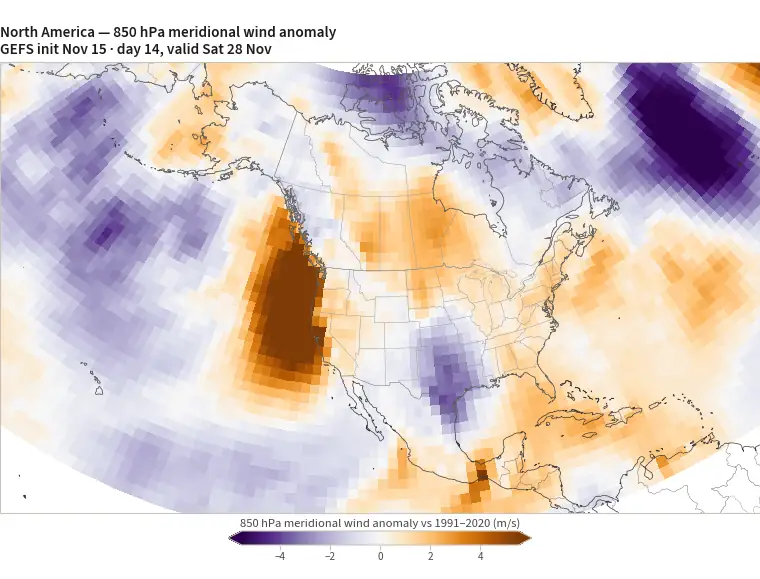 North America — 850 hPa meridional wind anomaly
GEFS init Nov 15 · day 14, valid Sat 28 Nov
850 hPa meridional wind anomaly vs 1991–2020 (m/s)
−4 −2 0 2 4